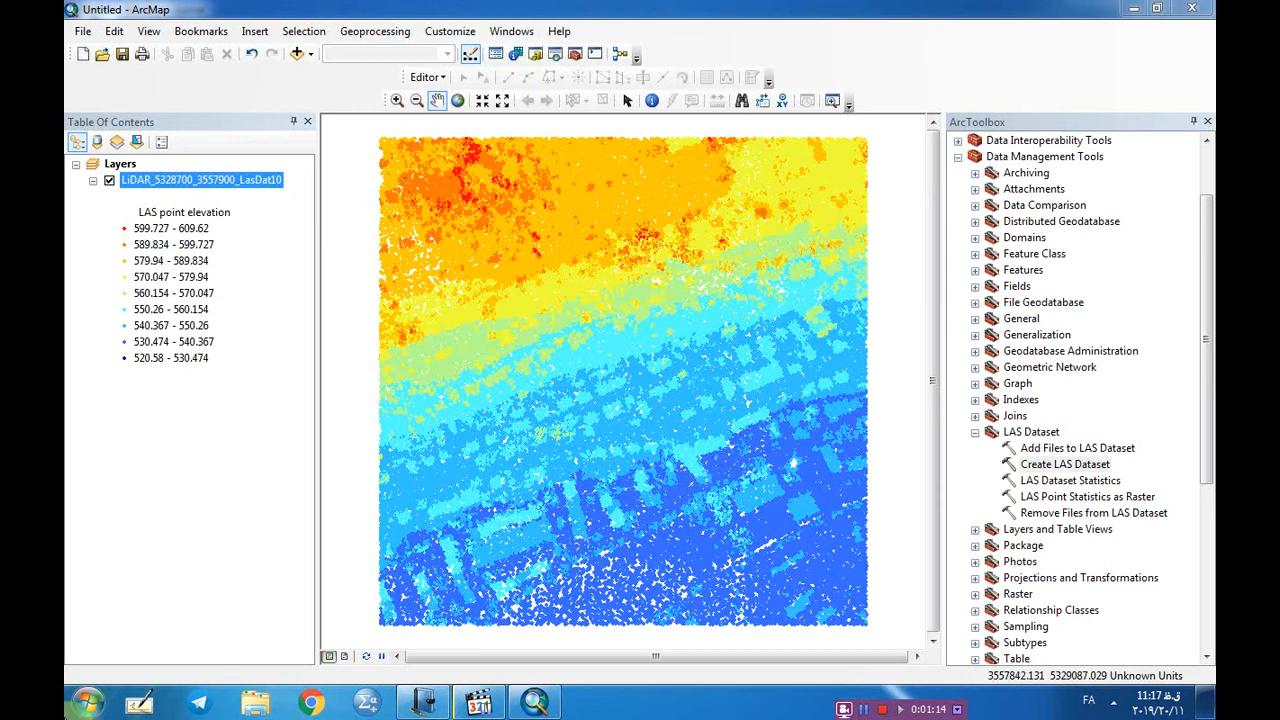 Untitled - ArcMap
File Edit View Bookmarks Insert Selection Geoprocessing Customize Windows Help
Editor
Table Of Contents
Layers
LiDAR_5328700_3557900_LasDat10
LAS point elevation
599.727 - 609.62
589.834 - 599.727
579.94 - 589.834
570.047 - 579.94
560.154 - 570.047
550.26 - 560.154
540.367 - 550.26
530.474 - 540.367
520.58 - 530.474
ArcToolbox
Data Interoperability Tools
Data Management Tools
Archiving
Attachments
Data Comparison
Distributed Geodatabase
Domains
Feature Class
Features
Fields
File Geodatabase
General
Generalization
Geodatabase Administration
Geometric Network
Graph
Indexes
Joins
LAS Dataset
Add Files to LAS Dataset
Create LAS Dataset
LAS Dataset Statistics
LAS Point Statistics as Raster
Remove Files from LAS Dataset
Layers and Table Views
Package
Photos
Projections and Transformations
Raster
Relationship Classes
Sampling
Subtypes
Table
3557842.131 5329087.029 Unknown Units
321
0:01:14
FA
11:17 ق.ظ
٢٠١٩/٢٠/١١